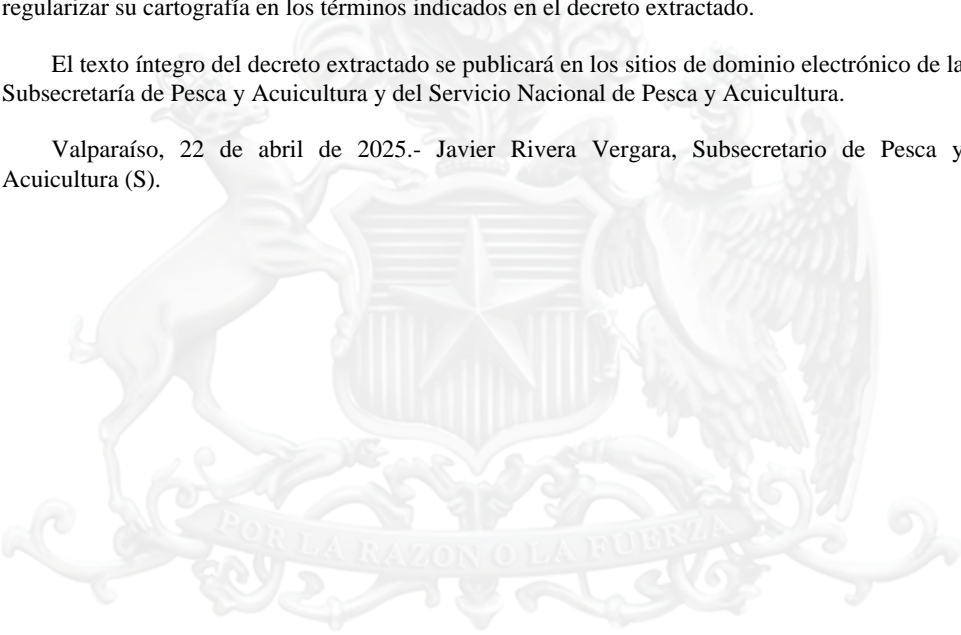 regularizar su cartografía en los términos indicados en el decreto extractado.
El texto íntegro del decreto extractado se publicará en los sitios de dominio electrónico de la
Subsecretaría de Pesca y Acuicultura y del Servicio Nacional de Pesca y Acuicultura.
Valparaíso, 22 de abril de 2025.- Javier Rivera Vergara, Subsecretario de Pesca y
Acuicultura (S).
POR LA RAZON O LA FUERZA